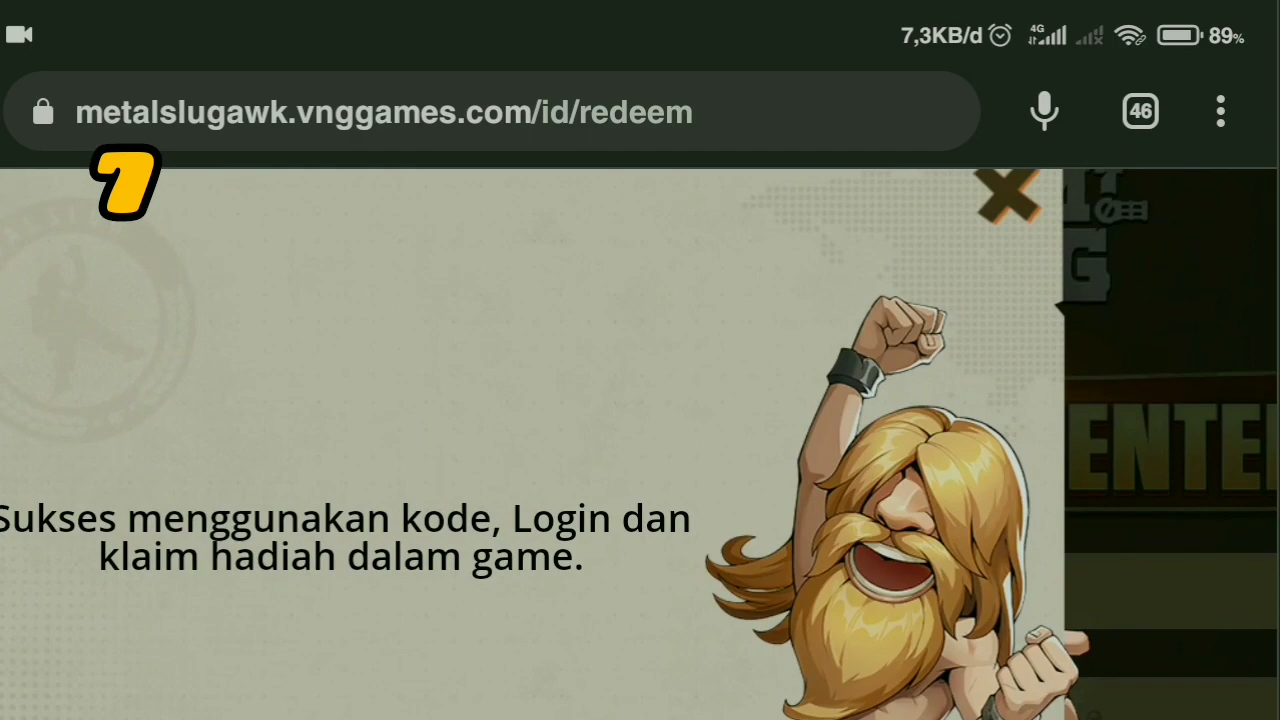 7,3KB/d 4G 89%
metalslugawk.vnggames.com/id/redeem 46
7
G
ENTE
Sukses menggunakan kode, Login dan
klaim hadiah dalam game.